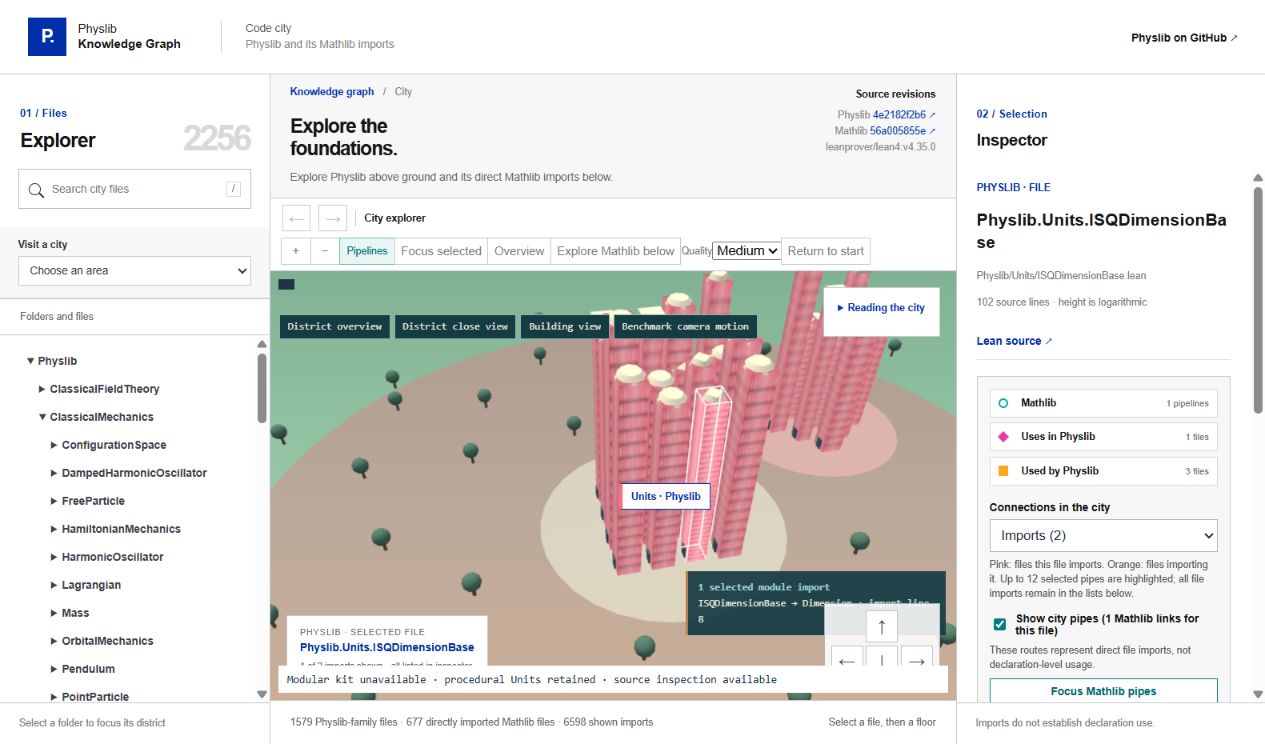 P.
Physlib
Knowledge Graph
Code city
Physlib and its Mathlib imports
Physlib on GitHub ↗
01 / Files
Explorer
2256
Search city files
/
Visit a city
Choose an area
Folders and files
▼ Physlib
▶ ClassicalFieldTheory
▼ ClassicalMechanics
▶ ConfigurationSpace
▶ DampedHarmonicOscillator
▶ FreeParticle
▶ HamiltonianMechanics
▶ HarmonicOscillator
▶ Lagrangian
▶ Mass
▶ OrbitalMechanics
▶ Pendulum
▶ PointParticle
Select a folder to focus its district
Knowledge graph / City
Explore the
foundations.
Explore Physlib above ground and its direct Mathlib imports below.
Source revisions
Physlib 4e2182f2b6 ↗
Mathlib 56a005855e ↗
leanprover/lean4:v4.35.0
← → City explorer
+ − Pipelines Focus selected Overview Explore Mathlib below Quality Medium Return to start
District overview District close view Building view Benchmark camera motion
▶ Reading the city
Units · Physlib
1 selected module import
ISQDimensionBase → Dimension · import line
8
↑
← ↓ →
PHYSLIB · SELECTED FILE
Physlib.Units.ISQDimensionBase
Modular kit unavailable · procedural Units retained · source inspection available
1579 Physlib-family files · 677 directly imported Mathlib files · 6598 shown imports
Select a file, then a floor
02 / Selection
Inspector
PHYSLIB · FILE
Physlib.Units.ISQDimensionBa
se
Physlib/Units/ISQDimensionBase.lean
102 source lines · height is logarithmic
Lean source ↗
Mathlib 1 pipelines
Uses in Physlib 1 files
Used by Physlib 3 files
Connections in the city
Imports (2)
Pink: files this file imports. Orange: files importing
it. Up to 12 selected pipes are highlighted; all file
imports remain in the lists below.
Show city pipes (1 Mathlib links for
this file)
These routes represent direct file imports, not
declaration-level usage.
Focus Mathlib pipes
Imports do not establish declaration use.